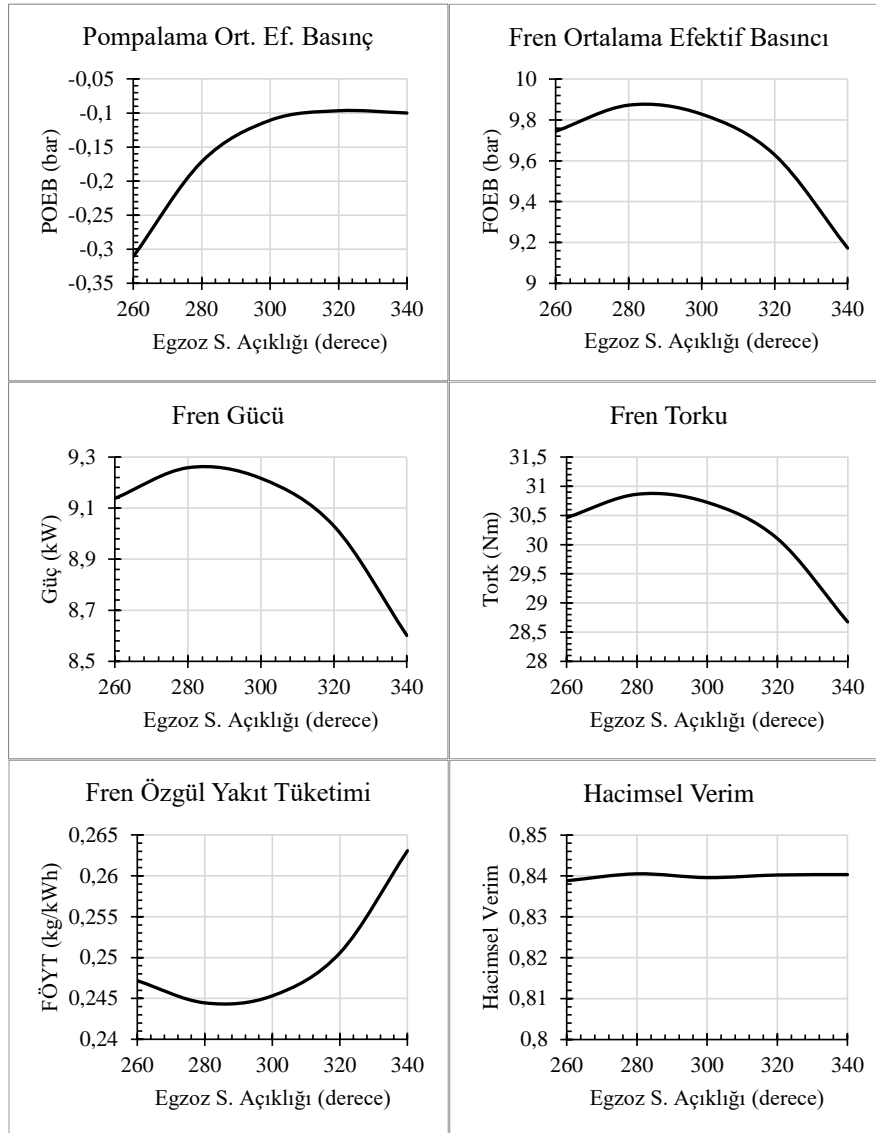 Pompalama Ort. Ef. Basınç
-0,05
-0,1
-0,15
-0,2
-0,25
-0,3
-0,35
POEB (bar)
260 280 300 320 340
Egzoz S. Açıklığı (derece)
Fren Ortalama Efektif Basıncı
10
9,8
9,6
9,4
9,2
9
FOEB (bar)
260 280 300 320 340
Egzoz S. Açıklığı (derece)
Fren Gücü
9,3
9,1
8,9
8,7
8,5
Güç (kW)
260 280 300 320 340
Egzoz S. Açıklığı (derece)
Fren Torku
31,5
31
30,5
30
29,5
29
28,5
28
Tork (Nm)
260 280 300 320 340
Egzoz S. Açıklığı (derece)
Fren Özgül Yakıt Tüketimi
0,265
0,26
0,255
0,25
0,245
0,24
FÖYT (kg/kWh)
260 280 300 320 340
Egzoz S. Açıklığı (derece)
Hacimsel Verim
0,85
0,84
0,83
0,82
0,81
0,8
Hacimsel Verim
260 280 300 320 340
Egzoz S. Açıklığı (derece)